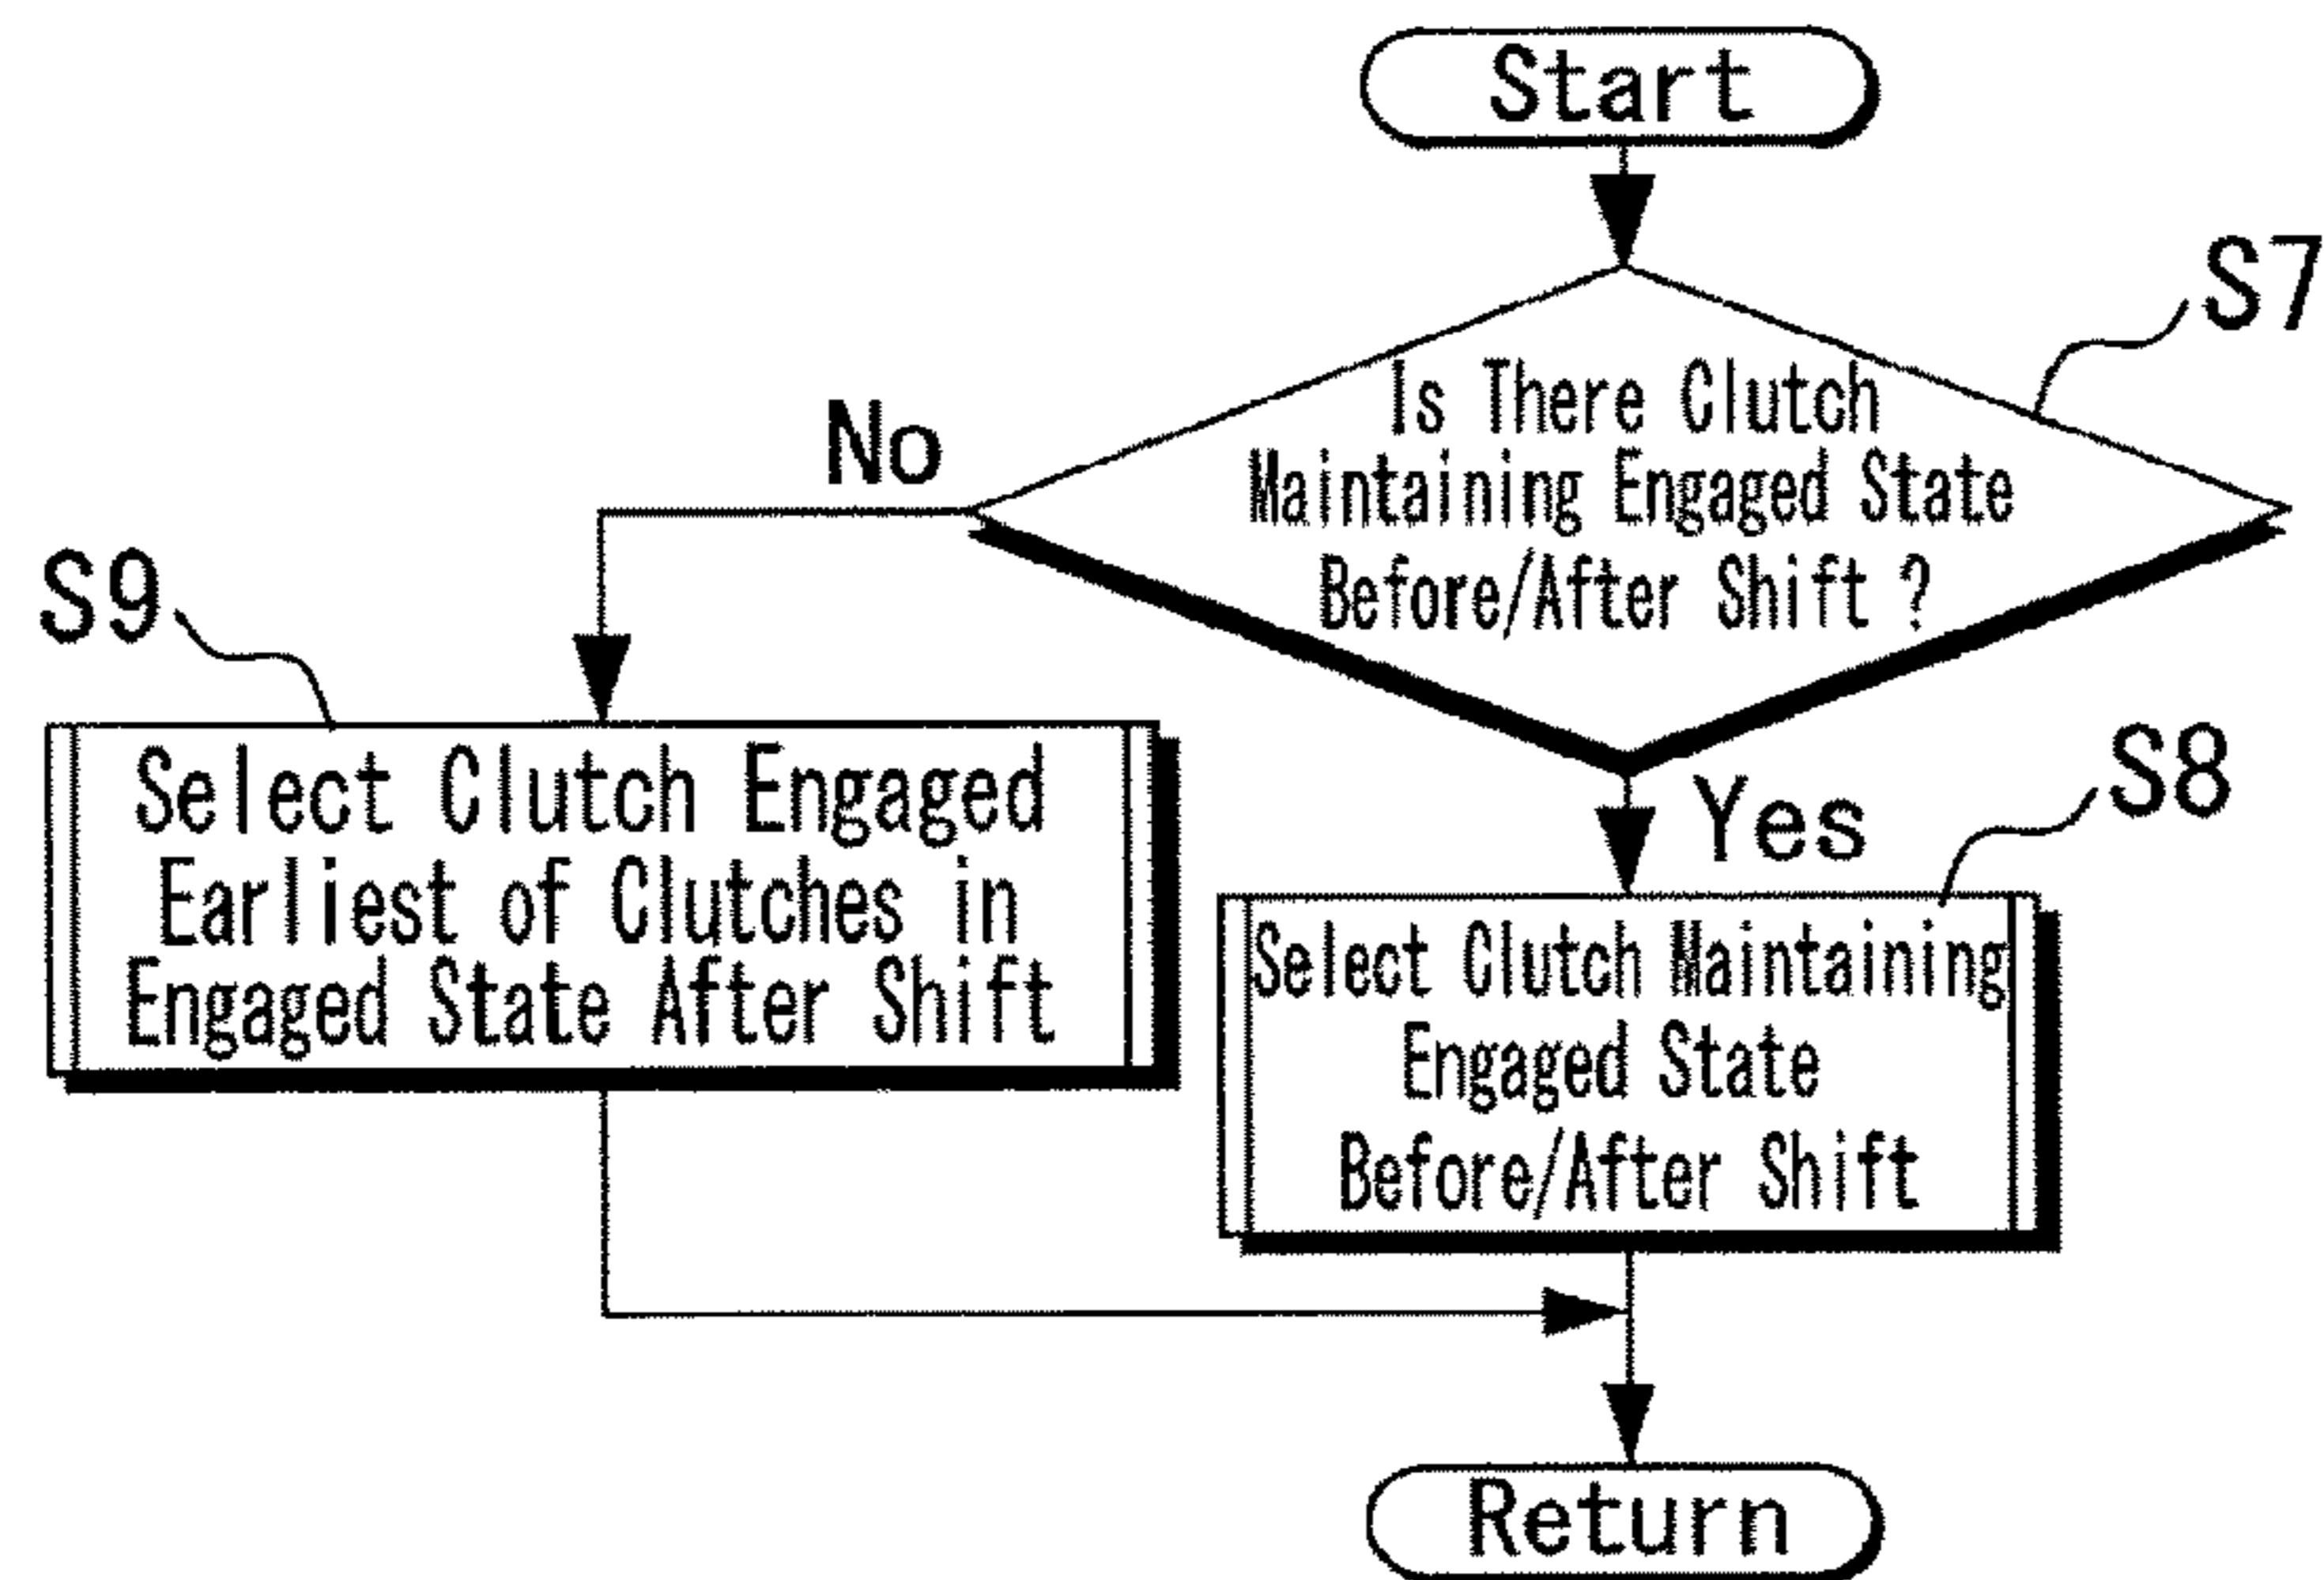 Start
S7
Is There Clutch
Maintaining Engaged State
Before/After Shift ?
No
S9
Select Clutch Engaged
Earliest of Clutches in
Engaged State After Shift
Yes
S8
Select Clutch Maintaining
Engaged State
Before/After Shift
Return